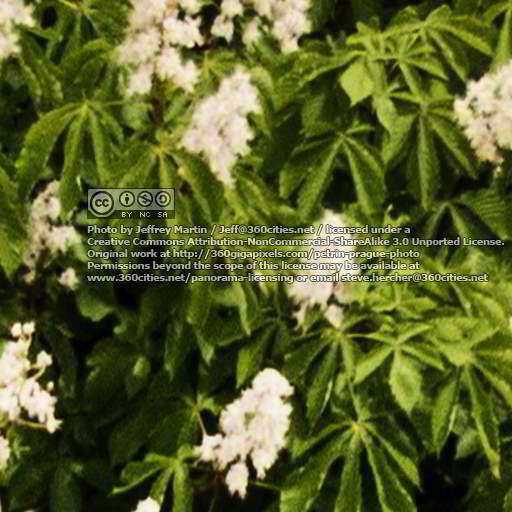 cc
BY NC SA
Photo by Jeffrey Martin / Jeff@360cities.net / licensed under a
Creative Commons Attribution-NonCommercial-ShareAlike 3.0 Unported License.
Original work at http://360gigapixels.com/petrin-prague-photo
Permissions beyond the scope of this license may be available at
www.360cities.net/panorama-licensing or email steve.hercher@360cities.net